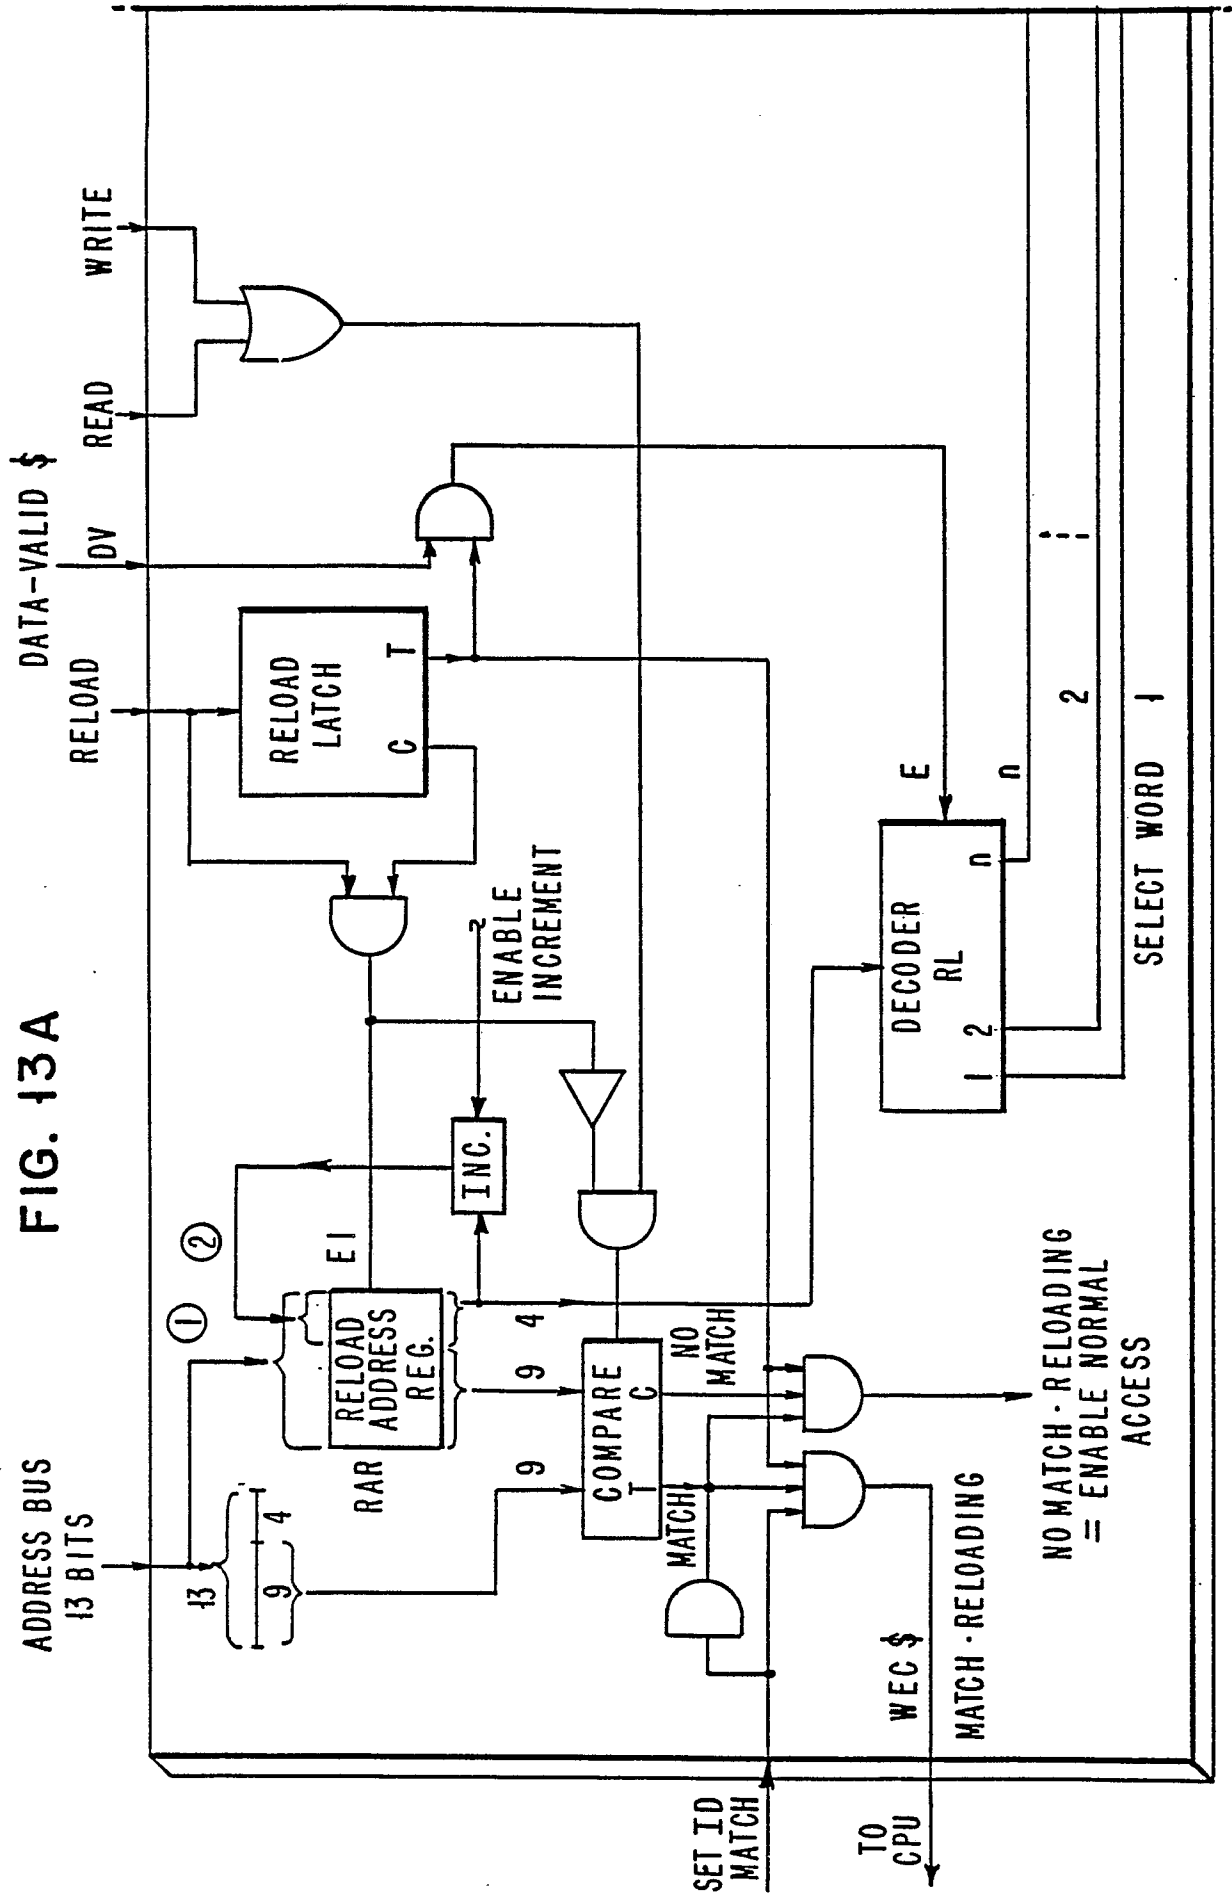 FIG. 13A
ADDRESS BUS
13 BITS
RELOAD
DATA-VALID $
DV
READ
WRITE
13
9
4
1
2
RAR
RELOAD
ADDRESS
REG.
EI
RELOAD
LATCH
C
T
9
9
4
INC.
ENABLE
INCREMENT
COMPARE
T
C
MATCH
NO
MATCH
SET ID
MATCH
TO
CPU
WEC $
MATCH·RELOADING
NO MATCH·RELOADING
= ENABLE NORMAL
ACCESS
DECODER
RL
1
2
n
E
n
2
SELECT WORD 1